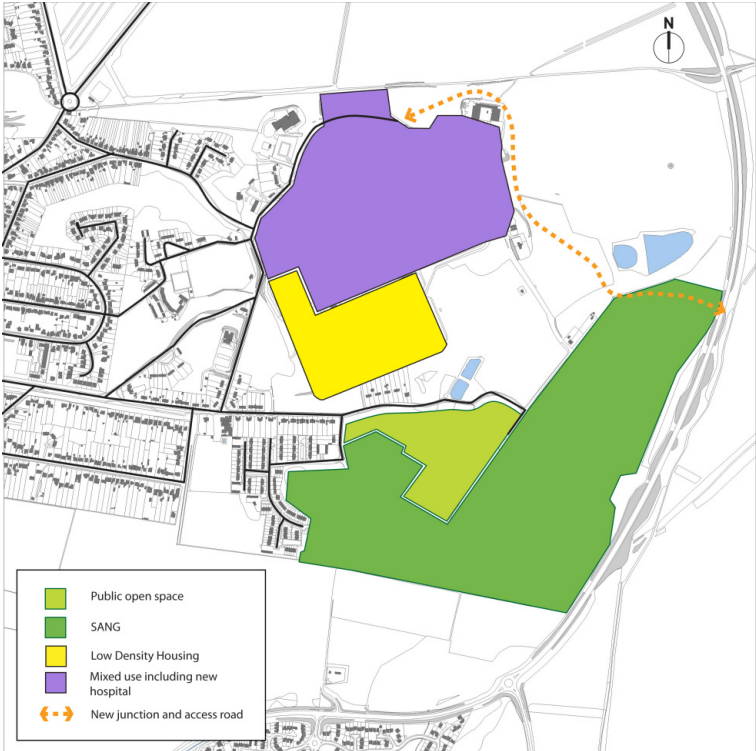 N
Public open space
SANG
Low Density Housing
Mixed use including new
hospital
New junction and access road